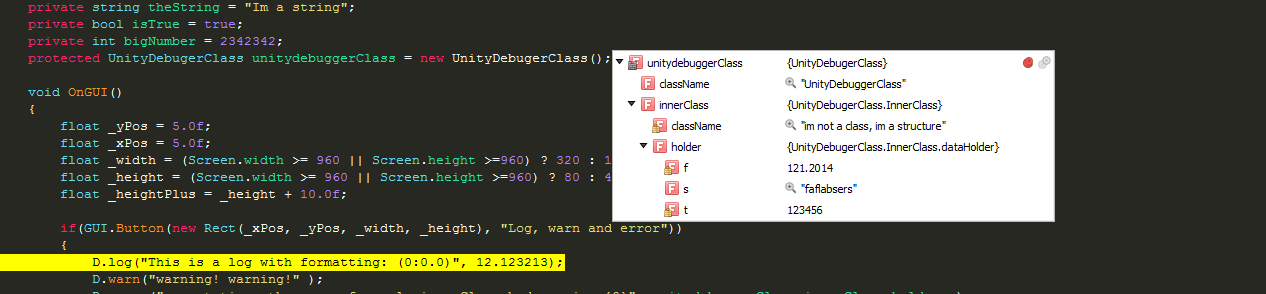 private string theString = "Im a string";
private bool isTrue = true;
private int bigNumber = 2342342;
protected UnityDebugerClass unitydebuggerClass = new UnityDebugerClass();
void OnGUI()
{
float _yPos = 5.0f;
float _xPos = 5.0f;
float _width = (Screen.width >= 960 || Screen.height >=960) ? 320 :
float _height = (Screen.width >= 960 || Screen.height >=960) ? 80 :
float _heightPlus = _height + 10.0f;
if(GUI.Button(new Rect(_xPos, _yPos, _width, _height), "Log, warn and error"))
{
D.log("This is a log with formatting: (0:0.0)", 12.123213);
D.warn("warning! warning!" );
unitydebuggerClass {UnityDebugerClass}
className "UnityDebuggerClass"
innerClass {UnityDebugerClass.InnerClass}
className "im not a class, im a structure"
holder {UnityDebugerClass.InnerClass.dataHolder}
f 121.2014
s "faflabsers"
t 123456